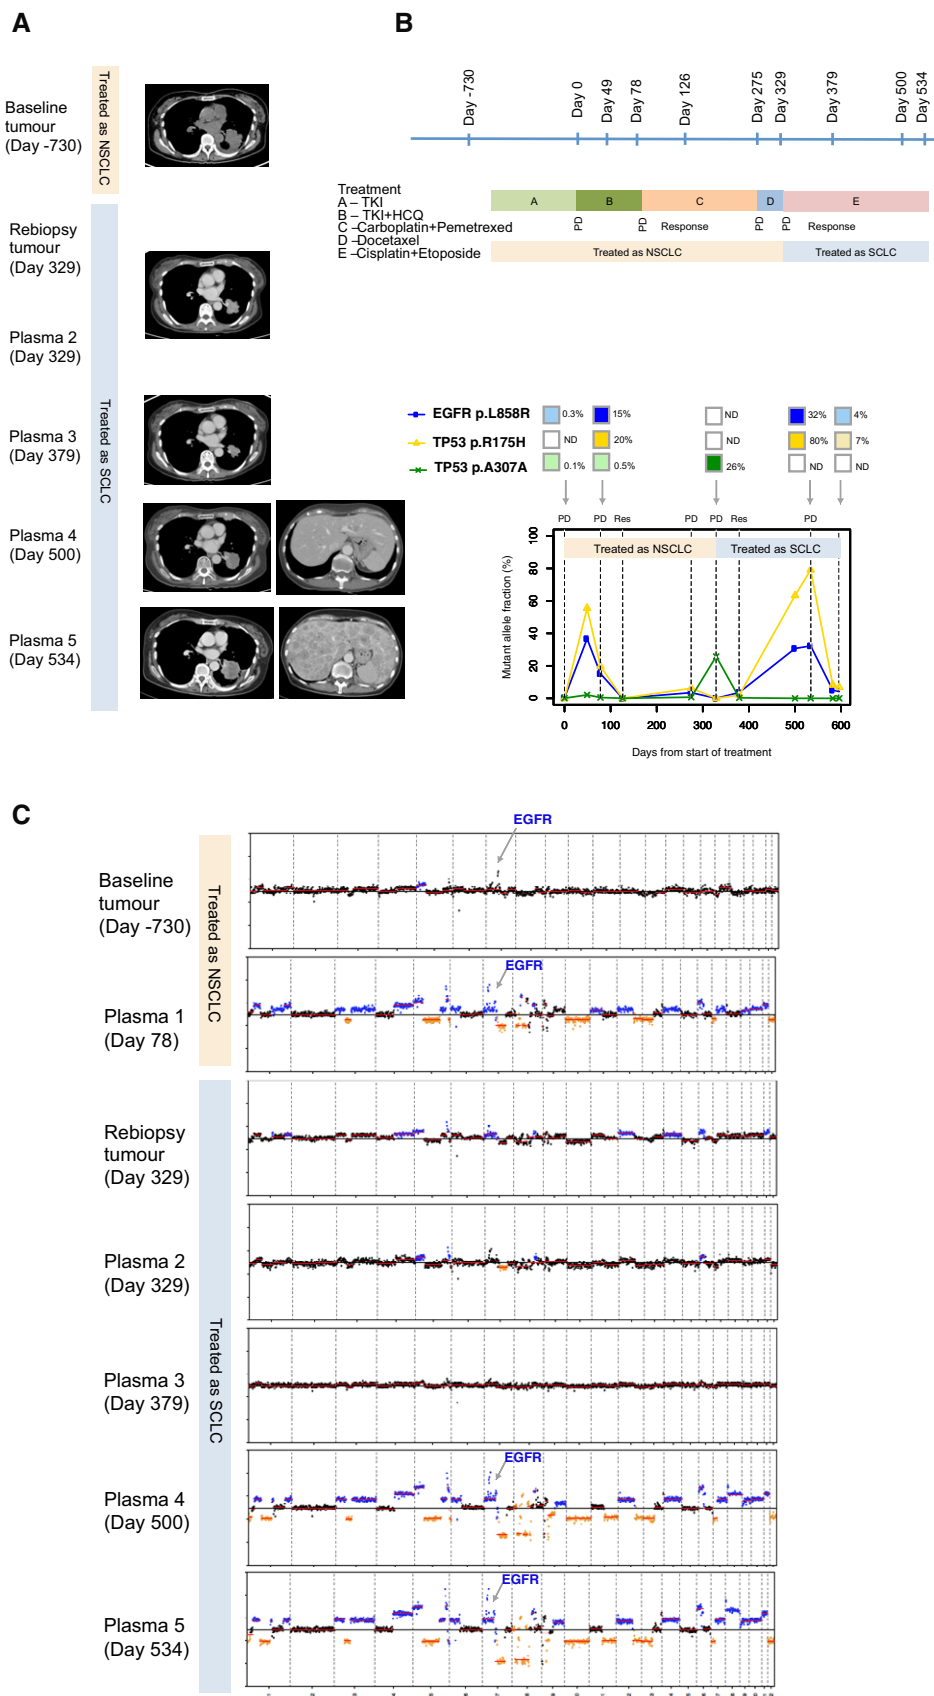 A
B
Treated as NSCLC
Baseline
tumour
(Day -730)
Treated as SCLC
Rebiopsy
tumour
(Day 329)
Plasma 2
(Day 329)
Plasma 3
(Day 379)
Plasma 4
(Day 500)
Plasma 5
(Day 534)
Day -730
Day 0
Day 49
Day 78
Day 126
Day 275
Day 329
Day 379
Day 500
Day 534
Treatment
A – TKI
B – TKI+HCQ
C –Carboplatin+Pemetrexed
D –Docetaxel
E –Cisplatin+Etoposide
A B C D E
PD PD Response PD PD Response
Treated as NSCLC Treated as SCLC
EGFR p.L858R 0.3% 15% ND 32% 4%
TP53 p.R175H ND 20% ND 80% 7%
TP53 p.A307A 0.1% 0.5% 26% ND ND
PD PD Res PD PD Res PD
Treated as NSCLC Treated as SCLC
Mutant allele fraction (%)
100
80
60
40
20
0
0 100 200 300 400 500 600
Days from start of treatment
C
EGFR
Treated as NSCLC
Baseline
tumour
(Day -730)
EGFR
Plasma 1
(Day 78)
Treated as SCLC
Rebiopsy
tumour
(Day 329)
Plasma 2
(Day 329)
Plasma 3
(Day 379)
EGFR
Plasma 4
(Day 500)
EGFR
Plasma 5
(Day 534)